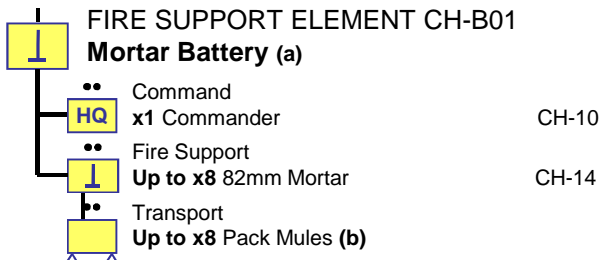 FIRE SUPPORT ELEMENT CH-B01
Mortar Battery (a)
Command
HQ x1 Commander CH-10
Fire Support
Up to x8 82mm Mortar CH-14
Transport
Up to x8 Pack Mules (b)